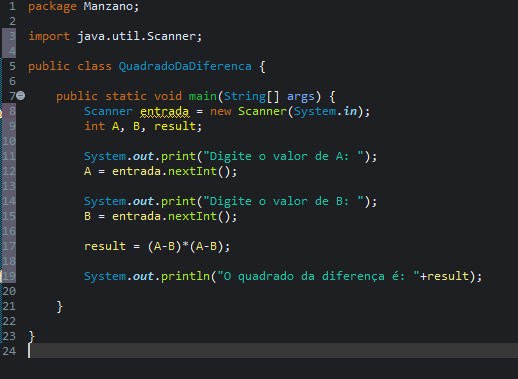 1 package Manzano;
2
3 import java.util.Scanner;
4
5 public class QuadradoDaDiferenca {
6
7 public static void main(String[] args) {
8 Scanner entrada = new Scanner(System.in);
9 int A, B, result;
10
11 System.out.print("Digite o valor de A: ");
12 A = entrada.nextInt();
13
14 System.out.print("Digite o valor de B: ");
15 B = entrada.nextInt();
16
17 result = (A-B)*(A-B);
18
19 System.out.println("O quadrado da diferença é: "+result);
20
21 }
22
23 }
24